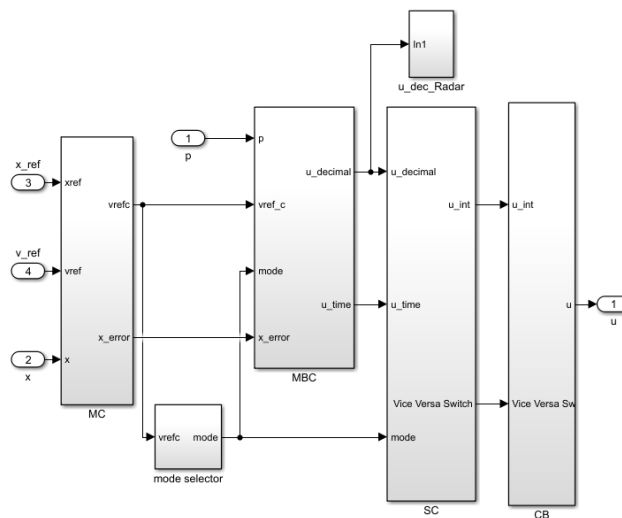 In1
u_dec_Radar
1
p
p
u_decimal
u_decimal
x_ref
3
xref
vrefc
vref_c
u_int
u_int
v_ref
4
vref
mode
u_time
u_time
u
1
u
x_error
x_error
2
x
x
MBC
MC
Vice Versa Switch
Vice Versa Sw
vrefc
mode
mode
mode selector
SC
CB